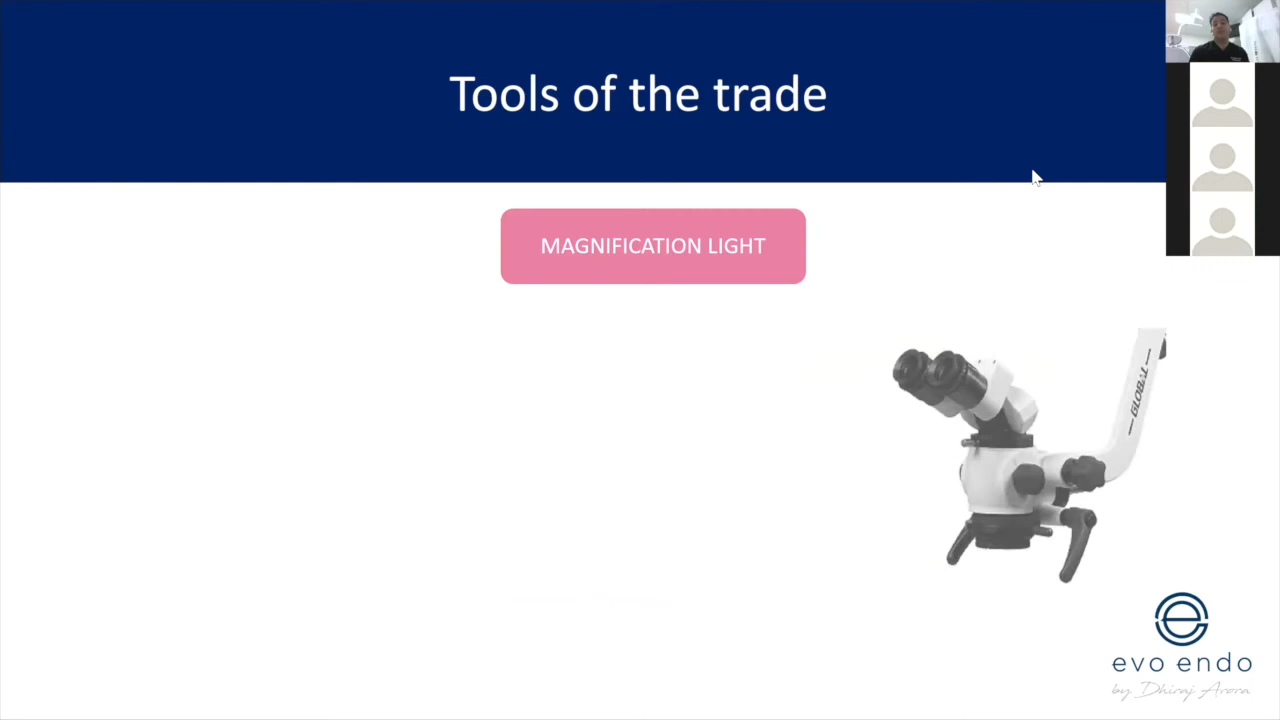 Tools of the trade
MAGNIFICATION LIGHT
GLOBAL
evo endo
by Dhiraj Arora